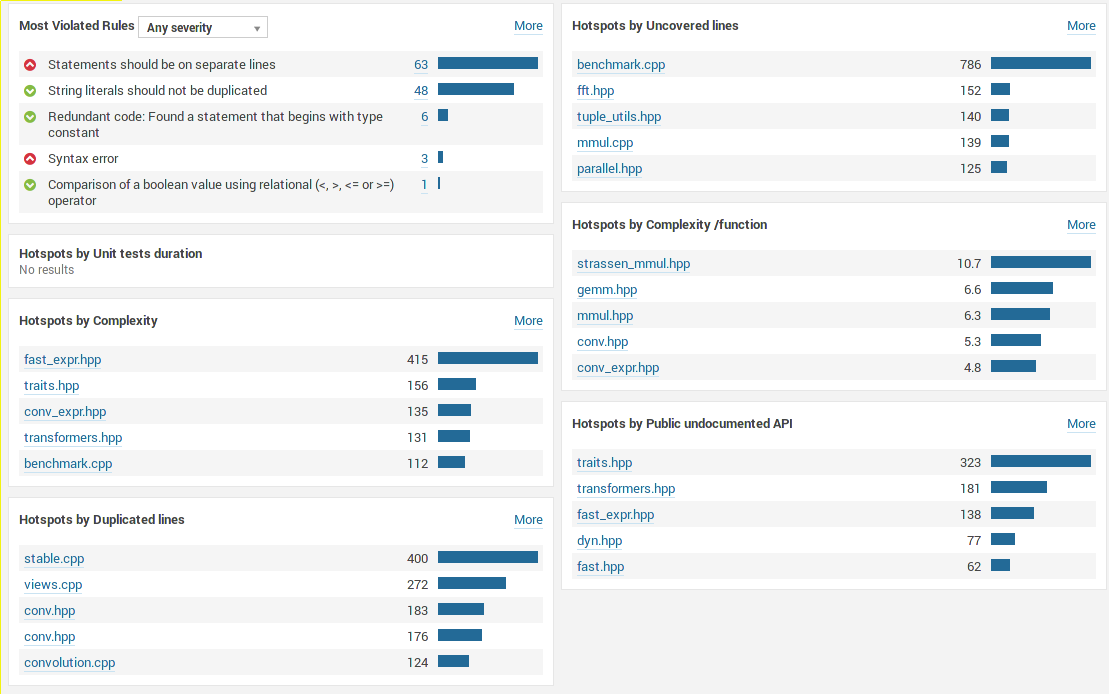 Most Violated Rules Any severity More
Statements should be on separate lines 63
String literals should not be duplicated 48
Redundant code: Found a statement that begins with type 6
constant
Syntax error 3
Comparison of a boolean value using relational (<, >, <= or >=) 1
operator
Hotspots by Unit tests duration
No results
Hotspots by Complexity More
fast_expr.hpp 415
traits.hpp 156
conv_expr.hpp 135
transformers.hpp 131
benchmark.cpp 112
Hotspots by Duplicated lines More
stable.cpp 400
views.cpp 272
conv.hpp 183
conv.hpp 176
convolution.cpp 124
Hotspots by Uncovered lines More
benchmark.cpp 786
fft.hpp 152
tuple_utils.hpp 140
mmul.cpp 139
parallel.hpp 125
Hotspots by Complexity /function More
strassen_mmul.hpp 10.7
gemm.hpp 6.6
mmul.hpp 6.3
conv.hpp 5.3
conv_expr.hpp 4.8
Hotspots by Public undocumented API More
traits.hpp 323
transformers.hpp 181
fast_expr.hpp 138
dyn.hpp 77
fast.hpp 62